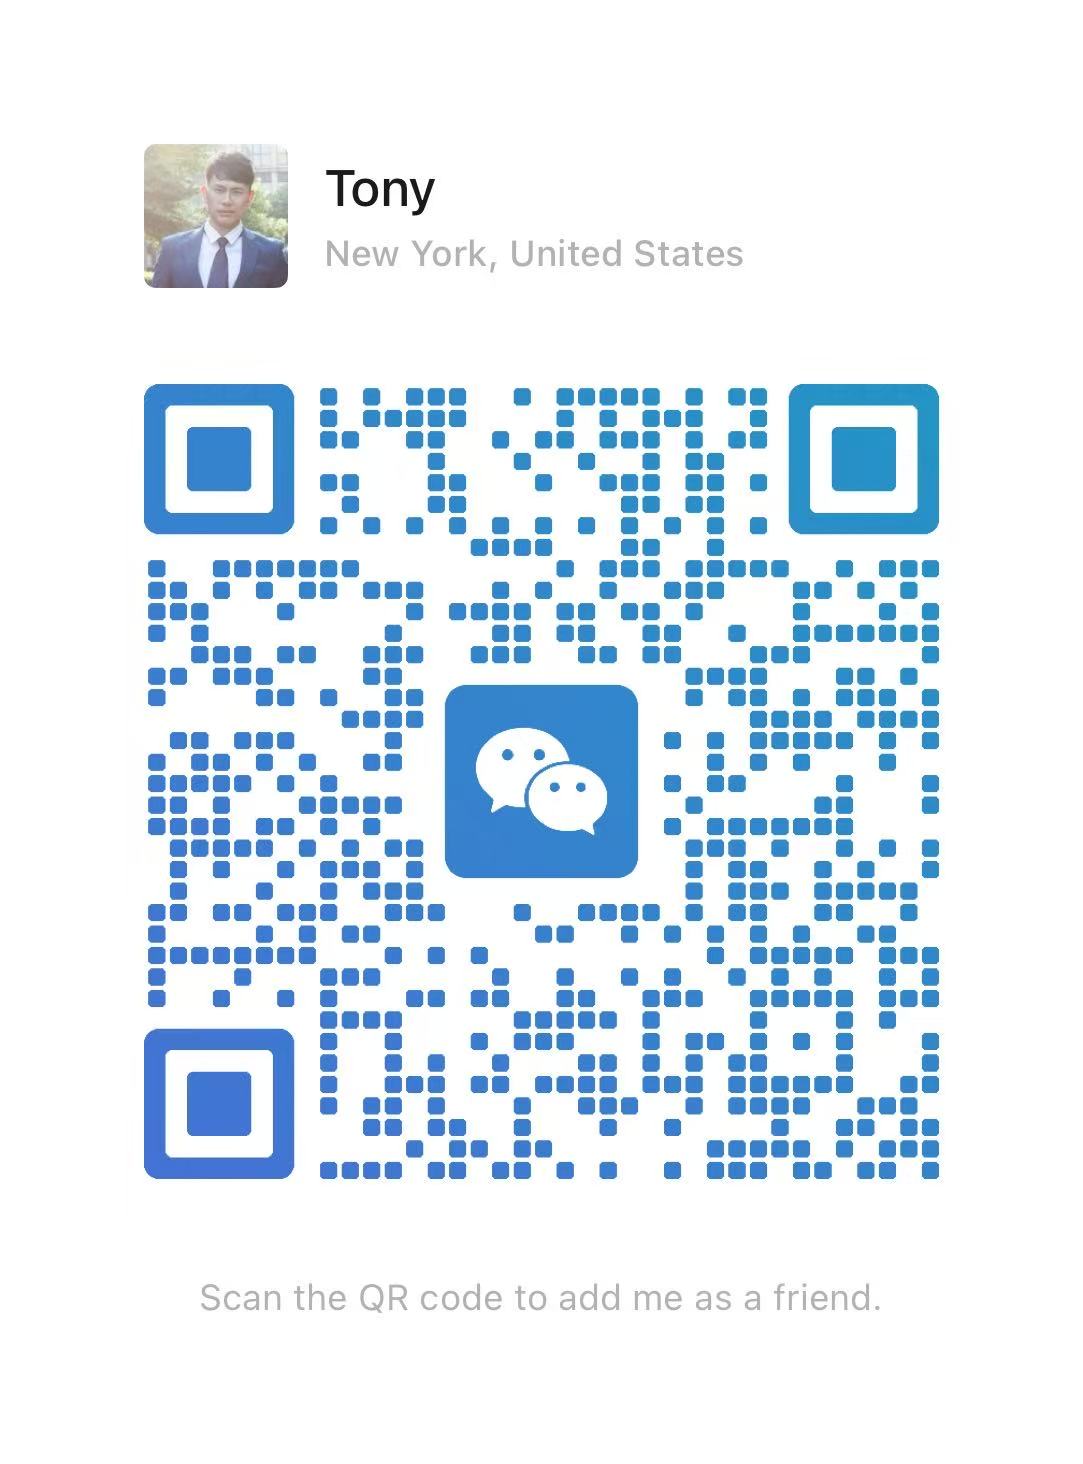 Tony
New York, United States
Scan the QR code to add me as a friend.